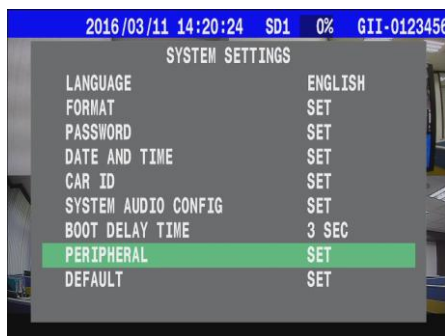 2016/03/11 14:20:24 SD1 0% GII-0123456
SYSTEM SETTINGS
LANGUAGE ENGLISH
FORMAT SET
PASSWORD SET
DATE AND TIME SET
CAR ID SET
SYSTEM AUDIO CONFIG SET
BOOT DELAY TIME 3 SEC
PERIPHERAL SET
DEFAULT SET